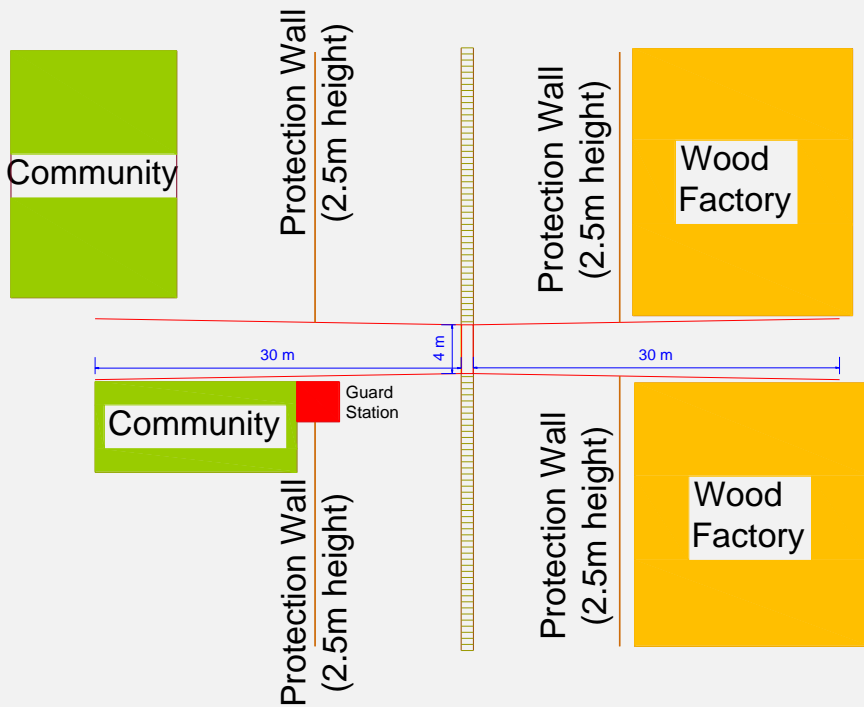 Protection Wall
(2.5m height)
Protection Wall
(2.5m height)
Community
Wood
Factory
30 m
4 m
30 m
Guard
Station
Community
Protection Wall
(2.5m height)
Protection Wall
(2.5m height)
Wood
Factory